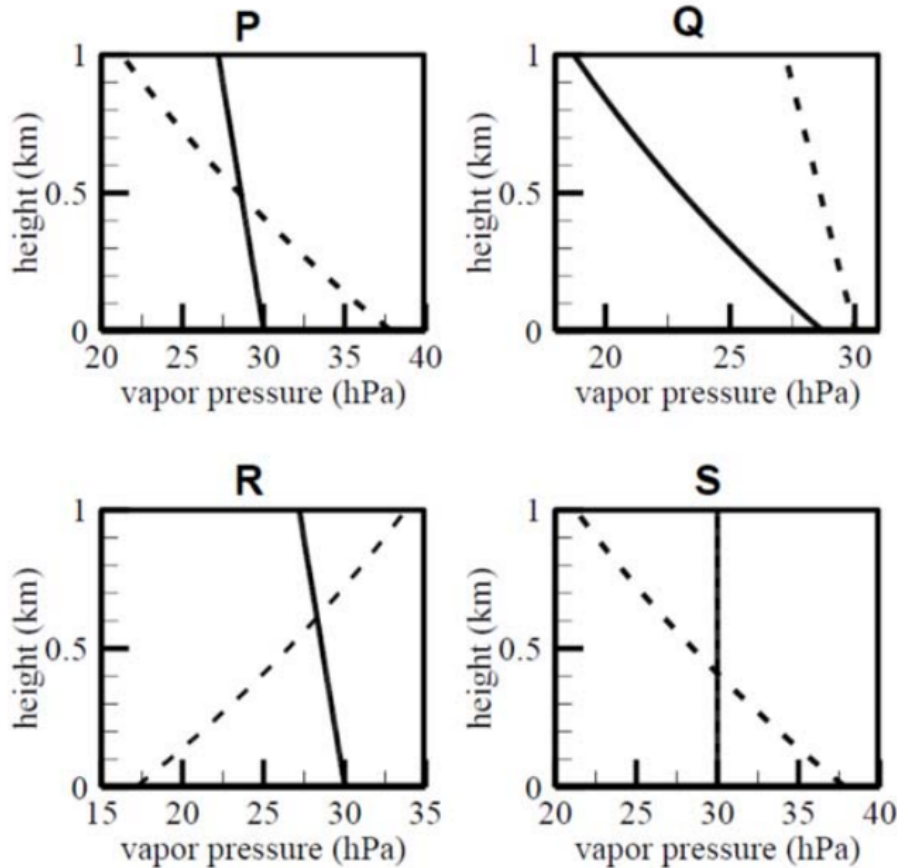 P
Q
1
0.5
0
height (km)
20 25 30 35 40
vapor pressure (hPa)
1
0.5
0
height (km)
20 25 30
vapor pressure (hPa)
R
S
1
0.5
0
height (km)
15 20 25 30 35
vapor pressure (hPa)
1
0.5
0
height (km)
20 25 30 35 40
vapor pressure (hPa)